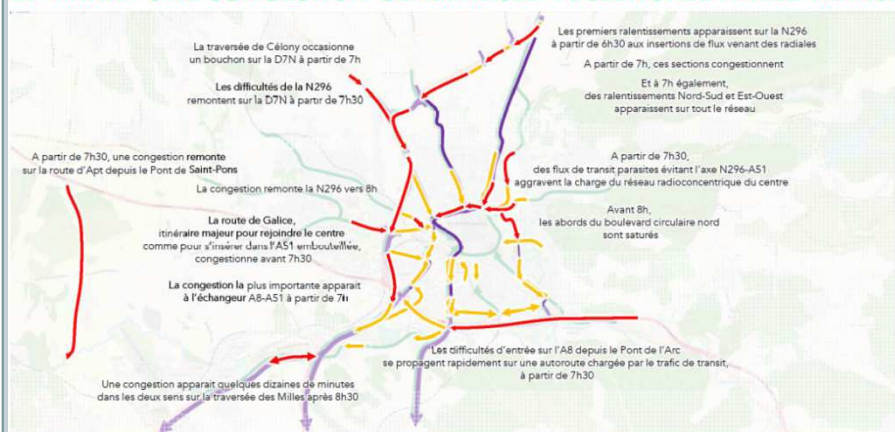 Les premiers ralentissements apparaissent sur la N296
à partir de 6h30 aux insertions de flux venant des radiales
A partir de 7h, ces sections congestionnent
Et à 7h également,
des ralentissements Nord-Sud et Est-Ouest
apparaissent sur tout le réseau
La traversée de Célony occasionne
un bouchon sur la D7N à partir de 7h
Les difficultés de la N296
remontent sur la D7N à partir de 7h30
A partir de 7h30, une congestion remonte
sur la route d'Apt depuis le Pont de Saint-Pons
A partir de 7h30,
des flux de transit parasites évitant l'axe N296-A51
aggravent la charge du réseau radioconcentrique du centre
La congestion remonte la N296 vers 8h
Avant 8h,
les abords du boulevard circulaire nord
sont saturés
La route de Galice,
itinéraire majeur pour rejoindre le centre
comme pour s'insérer dans l'A51 embouteillée,
congestionne avant 7h30
La congestion la plus importante apparait
à l'échangeur A8-A51 à partir de 7h
Les difficultés d'entrée sur l'A8 depuis le Pont de l'Arc
se propagent rapidement sur une autoroute chargée par le trafic de transit,
à partir de 7h30
Une congestion apparait quelques dizaines de minutes
dans les deux sens sur la traversée des Milles après 8h30